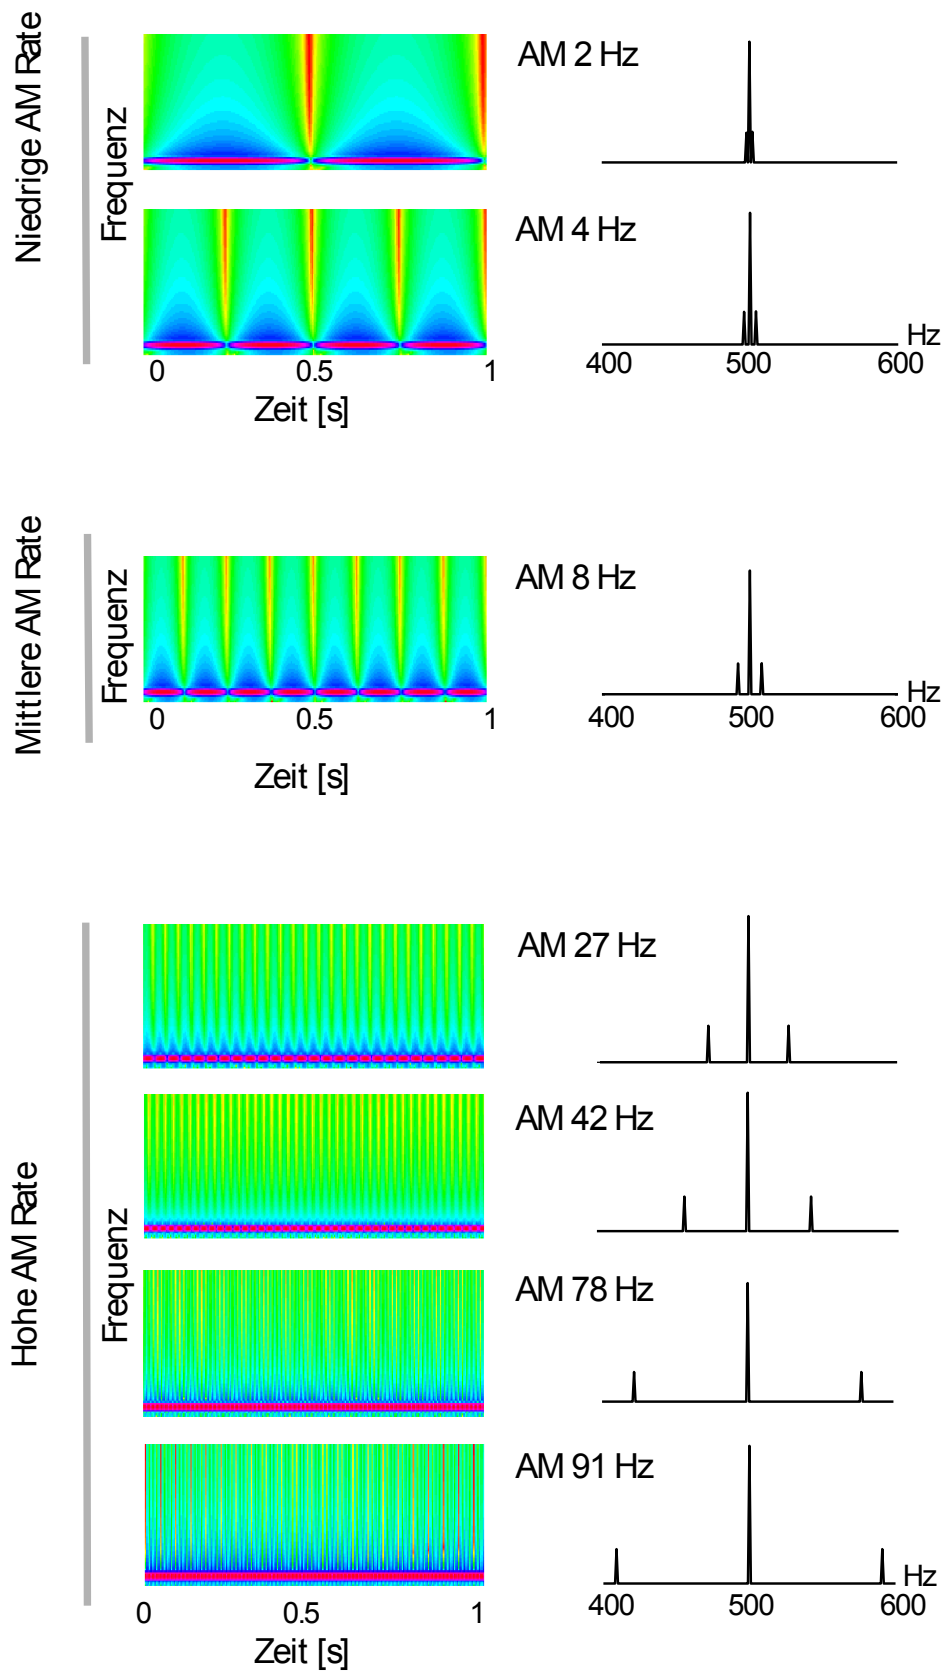 Niedrige AM Rate
Frequenz
AM 2 Hz
AM 4 Hz
Hz
0 0.5 1
Zeit [s]
400 500 600
Mittlere AM Rate
Frequenz
AM 8 Hz
Hz
0 0.5 1
Zeit [s]
400 500 600
Hohe AM Rate
Frequenz
AM 27 Hz
AM 42 Hz
AM 78 Hz
AM 91 Hz
Hz
0 0.5 1
Zeit [s]
400 500 600